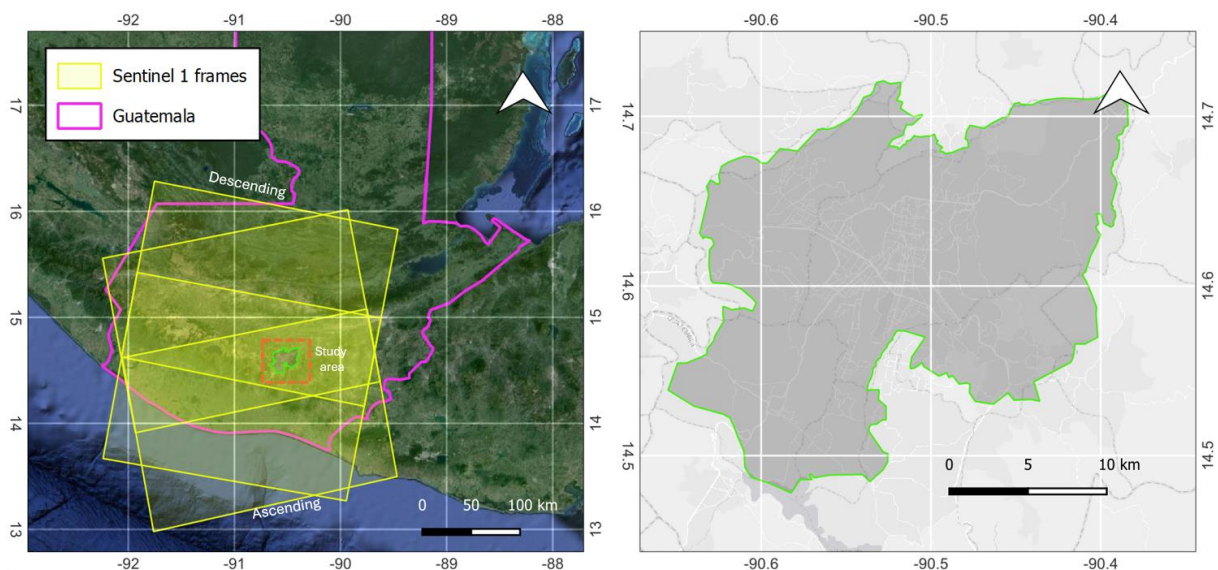 -92 -91 -90 -89 -88
-90.6 -90.5 -90.4
Sentinel 1 frames
Guatemala
17
17
Descending
16
16
15
15
Study
area
14
14
Ascending
13
13
0 50 100 km
-92 -91 -90 -89 -88
14.7
14.7
14.6
14.6
14.5
14.5
0 5 10 km
-90.6 -90.5 -90.4